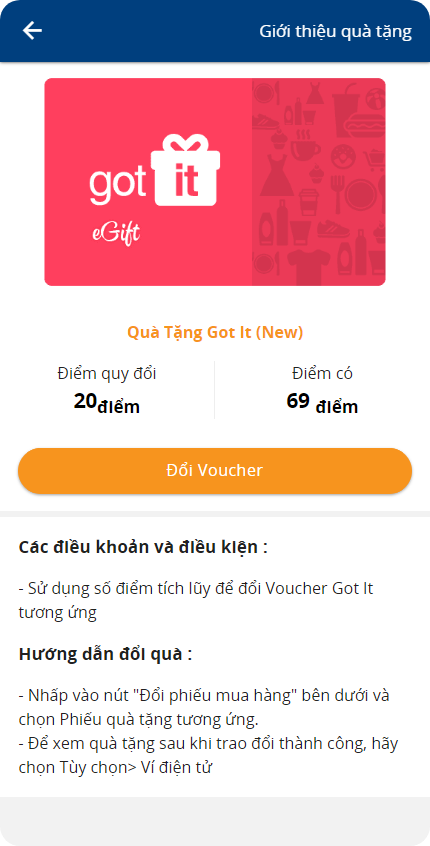 Giới thiệu quà tặng
got it
eGift
Quà Tặng Got It (New)
Điểm quy đổi
Điểm có
20điểm
69 điểm
Đổi Voucher
Các điều khoản và điều kiện :
- Sử dụng số điểm tích lũy để đổi Voucher Got It
tương ứng
Hướng dẫn đổi quà :
- Nhấp vào nút "Đổi phiếu mua hàng" bên dưới và
chọn Phiếu quà tặng tương ứng.
- Để xem quà tặng sau khi trao đổi thành công, hãy
chọn Tùy chọn> Ví điện tử